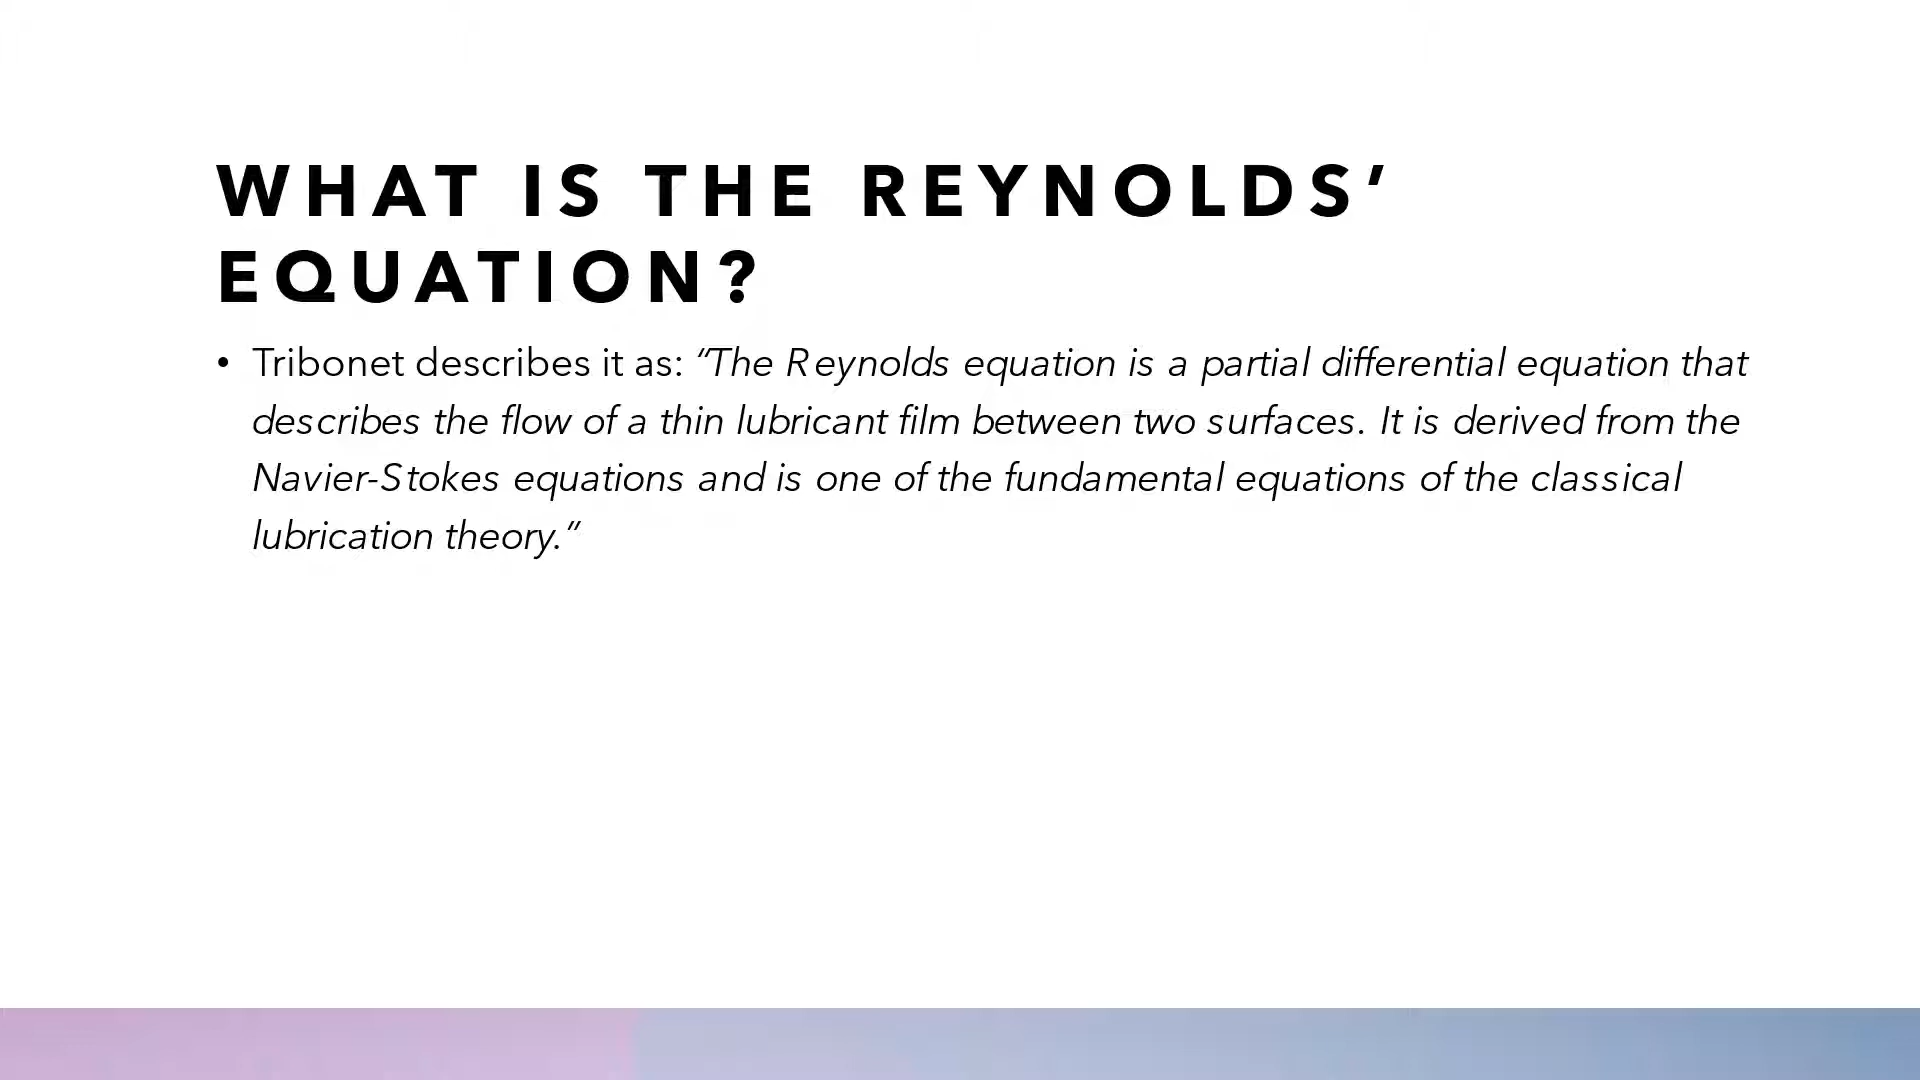 WHAT IS THE REYNOLDS’
EQUATION?
• Tribonet describes it as: “The Reynolds equation is a partial differential equation that
describes the flow of a thin lubricant film between two surfaces. It is derived from the
Navier-Stokes equations and is one of the fundamental equations of the classical
lubrication theory.”